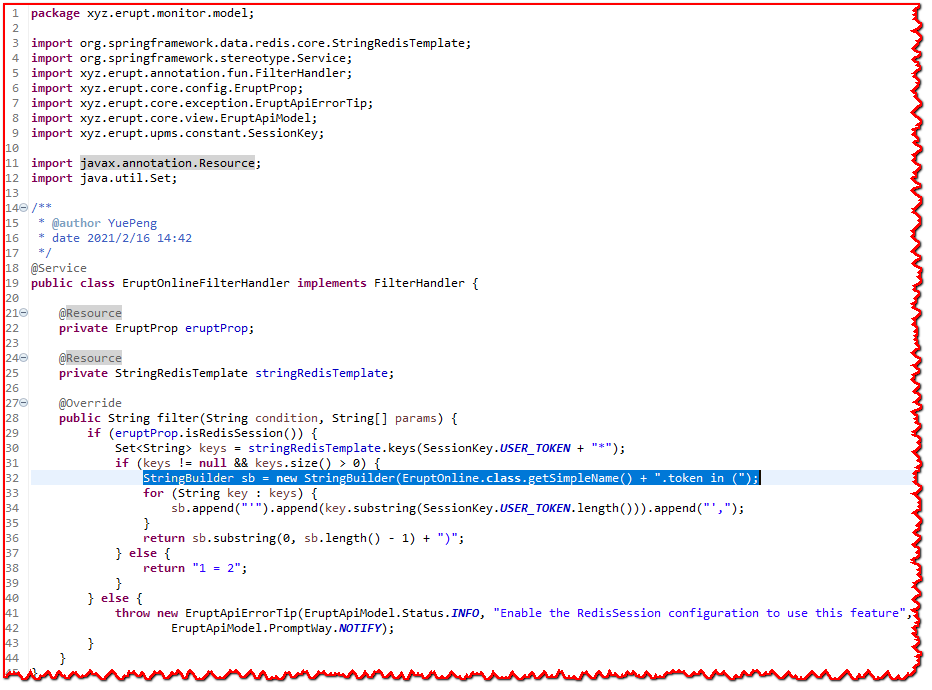 1 package xyz.erupt.monitor.model;
2
3 import org.springframework.data.redis.core.StringRedisTemplate;
4 import org.springframework.stereotype.Service;
5 import xyz.erupt.annotation.fun.FilterHandler;
6 import xyz.erupt.core.config.EruptProp;
7 import xyz.erupt.core.exception.EruptApiErrorTip;
8 import xyz.erupt.core.view.EruptApiModel;
9 import xyz.erupt.upms.constant.SessionKey;
10
11 import javax.annotation.Resource;
12 import java.util.Set;
13
14 /**
15  * @author YuePeng
16  * date 2021/2/16 14:42
17  */
18 @Service
19 public class EruptOnlineFilterHandler implements FilterHandler {
20
21     @Resource
22     private EruptProp eruptProp;
23
24     @Resource
25     private StringRedisTemplate stringRedisTemplate;
26
27     @Override
28     public String filter(String condition, String[] params) {
29         if (eruptProp.isRedisSession()) {
30             Set<String> keys = stringRedisTemplate.keys(SessionKey.USER_TOKEN + "*");
31             if (keys != null && keys.size() > 0) {
32                 StringBuilder sb = new StringBuilder(EruptOnline.class.getSimpleName() + ".token in (");
33                 for (String key : keys) {
34                     sb.append("'").append(key.substring(SessionKey.USER_TOKEN.length())).append("',");
35                 }
36                 return sb.substring(0, sb.length() - 1) + ")";
37             } else {
38                 return "1 = 2";
39             }
40         } else {
41             throw new EruptApiErrorTip(EruptApiModel.Status.INFO, "Enable the RedisSession configuration to use this feature",
42                     EruptApiModel.PromptWay.NOTIFY);
43         }
44     }